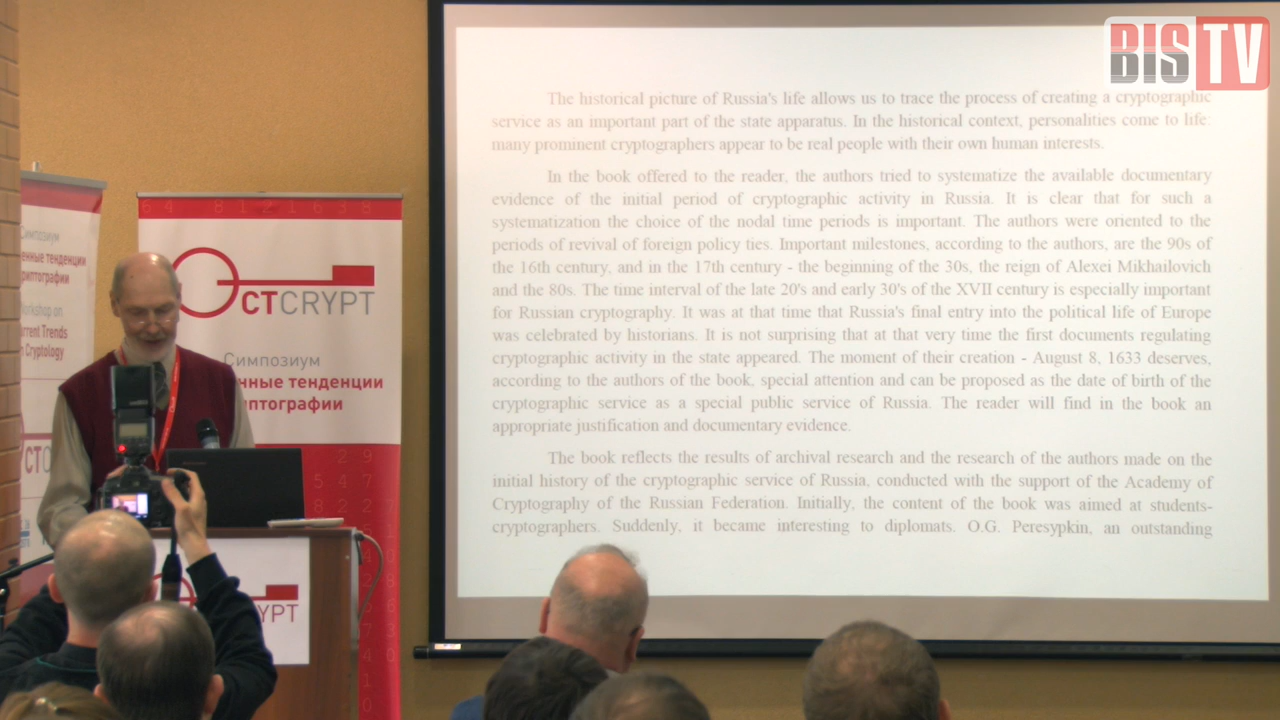 BIS TV
The historical picture of Russia's life allows us to trace the process of creating a cryptographic
service as an important part of the state apparatus. In the historical context, personalities come to life:
many prominent cryptographers appear to be real people with their own human interests.
In the book offered to the reader, the authors tried to systematize the available documentary
evidence of the initial period of cryptographic activity in Russia. It is clear that for such a
systematization the choice of the nodal time periods is important. The authors were oriented to the
periods of revival of foreign policy ties. Important milestones, according to the authors, are the 90s of
the 16th century, and in the 17th century - the beginning of the 30s, the reign of Alexei Mikhailovich
and the 80s. The time interval of the late 20's and early 30's of the XVII century is especially important
for Russian cryptography. It was at that time that Russia's final entry into the political life of Europe
was celebrated by historians. It is not surprising that at that very time the first documents regulating
cryptographic activity in the state appeared. The moment of their creation - August 8, 1633 deserves,
according to the authors of the book, special attention and can be proposed as the date of birth of the
cryptographic service as a special public service of Russia. The reader will find in the book an
appropriate justification and documentary evidence.
The book reflects the results of archival research and the research of the authors made on the
initial history of the cryptographic service of Russia, conducted with the support of the Academy of
Cryptography of the Russian Federation. Initially, the content of the book was aimed at students-
cryptographers. Suddenly, it became interesting to diplomats. O.G. Peresypkin, an outstanding
64 8121638
CTCRYPT
Симпозиум
нные тенденции
иптографии
Симпозиум
енные тенденции
риптографии
orkshop on
urrent Trends
n Cryptology
CTC
YPT